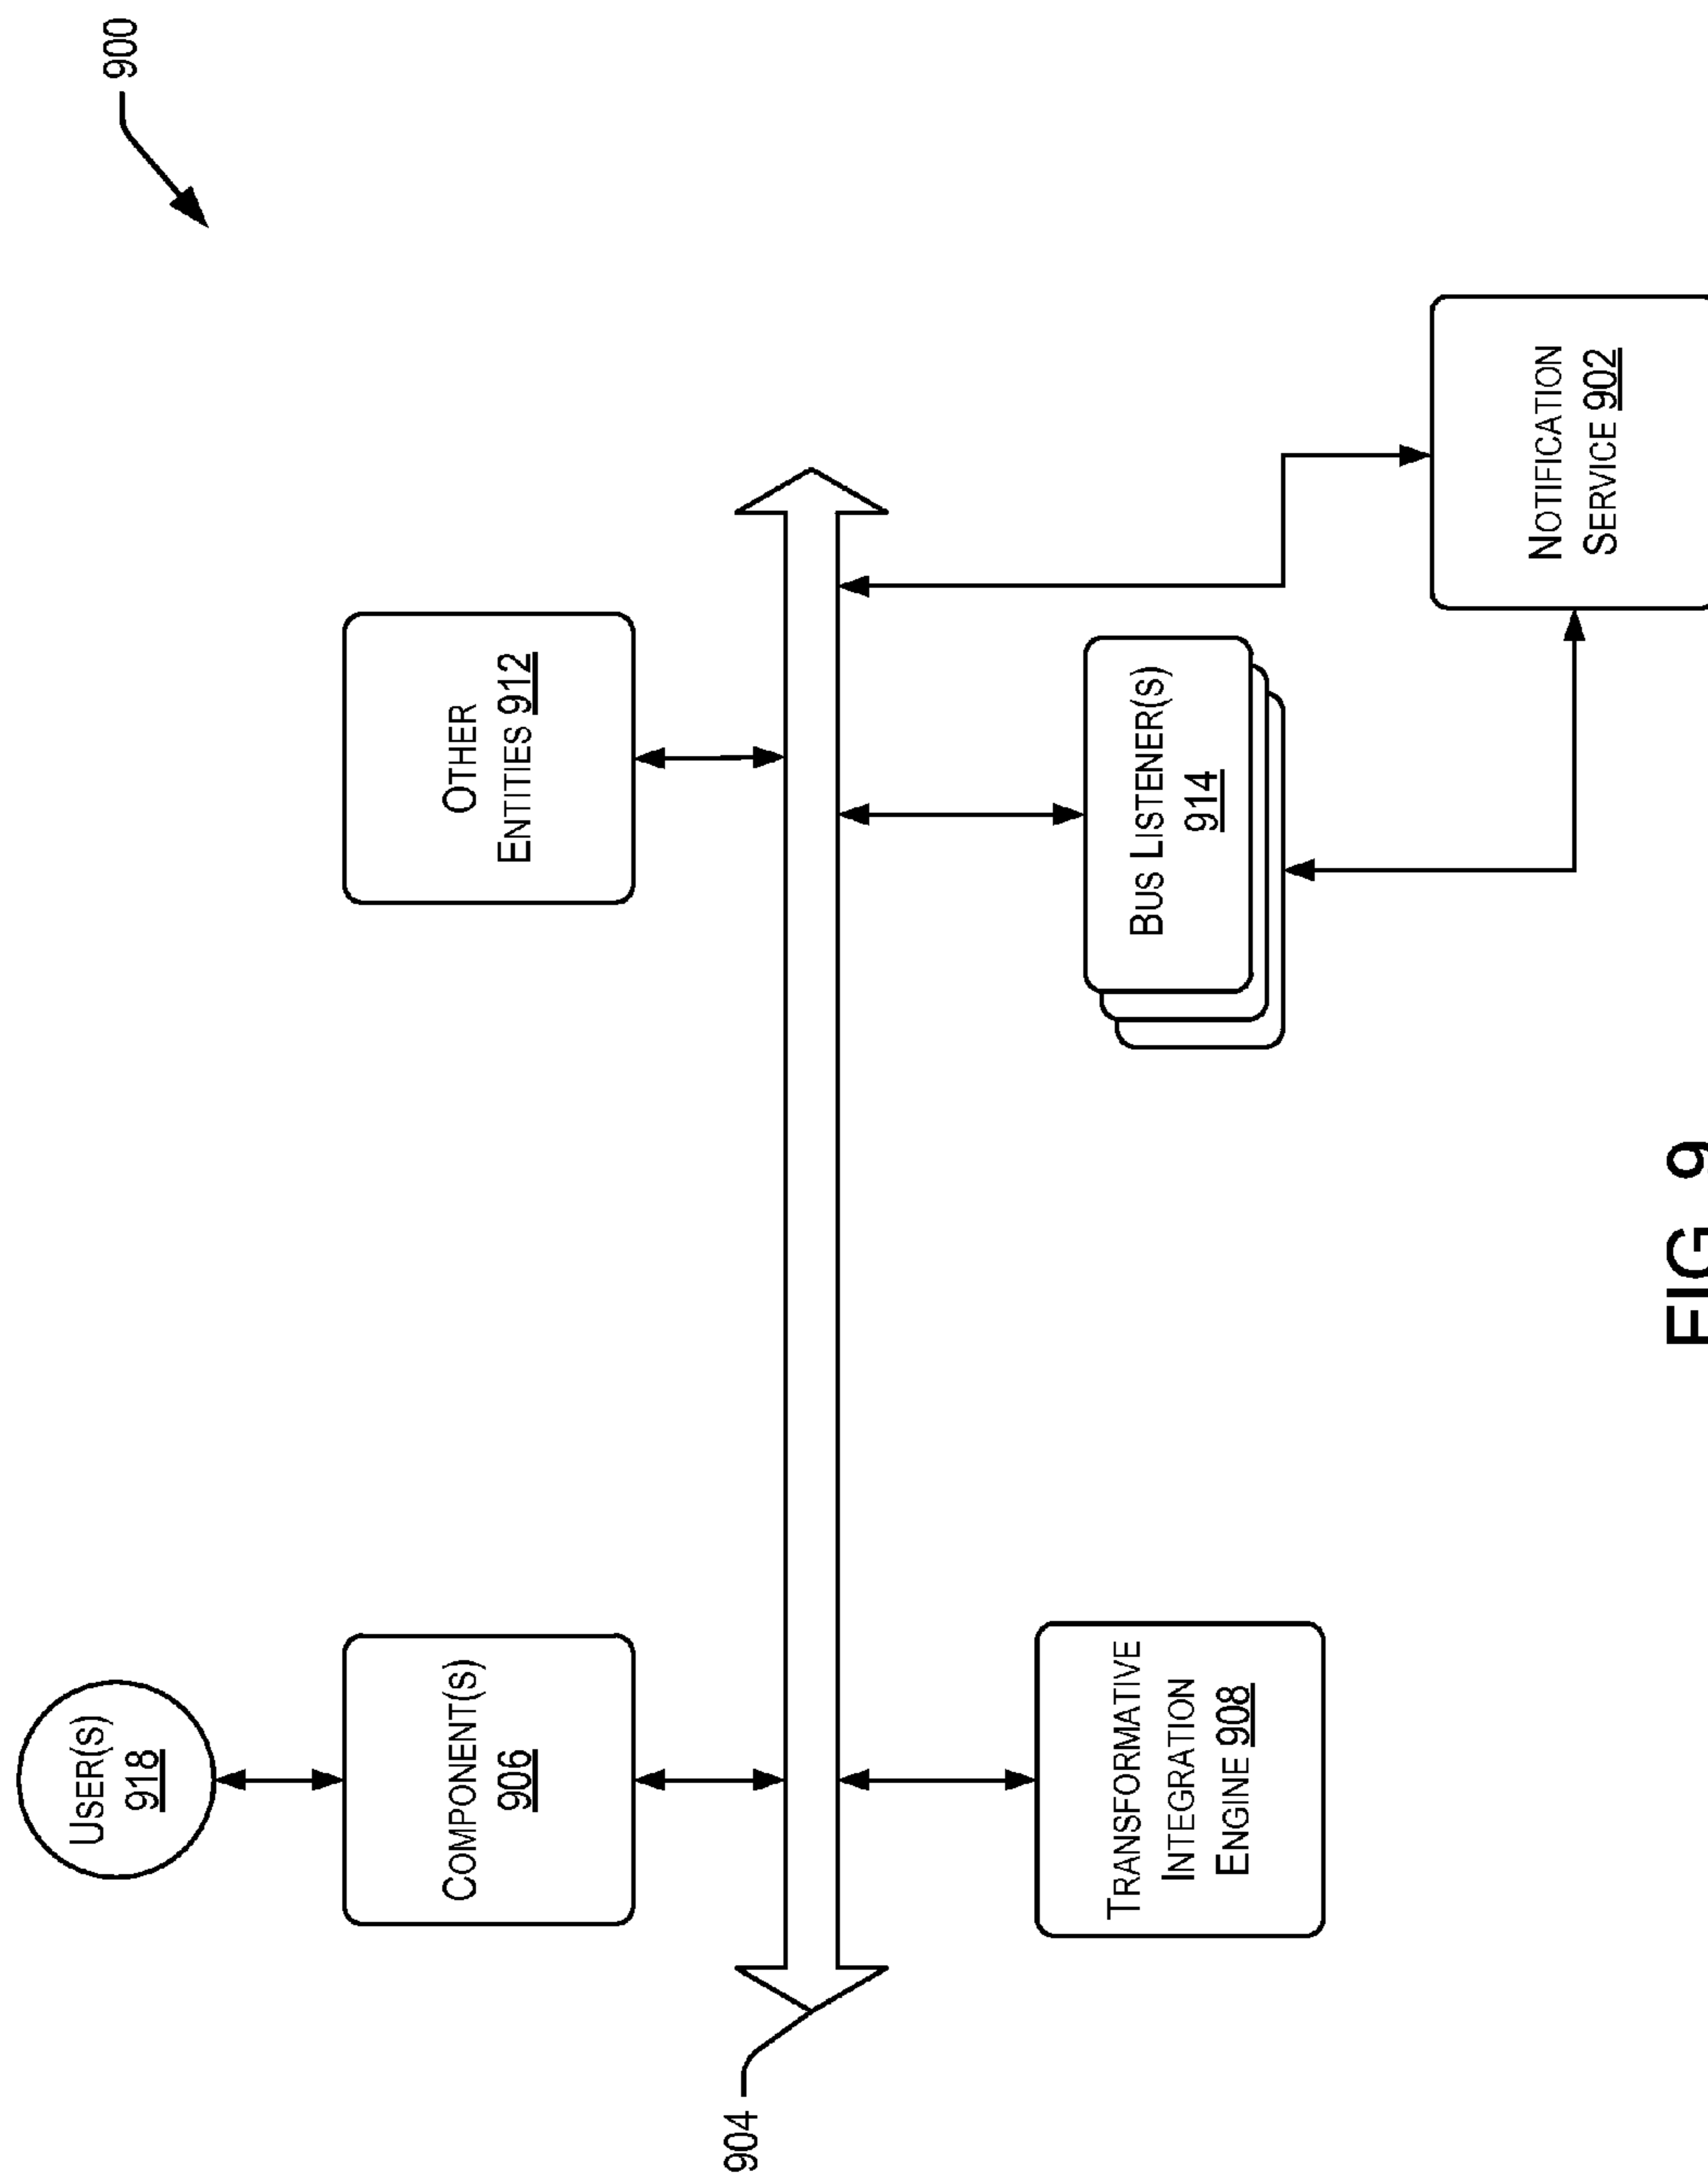 900
USER(S)
918
COMPONENT(S)
906
OTHER
ENTITIES 912
904
TRANSFORMATIVE
INTEGRATION
ENGINE 908
BUS LISTENER(S)
914
NOTIFICATION
SERVICE 902
FIG. 9